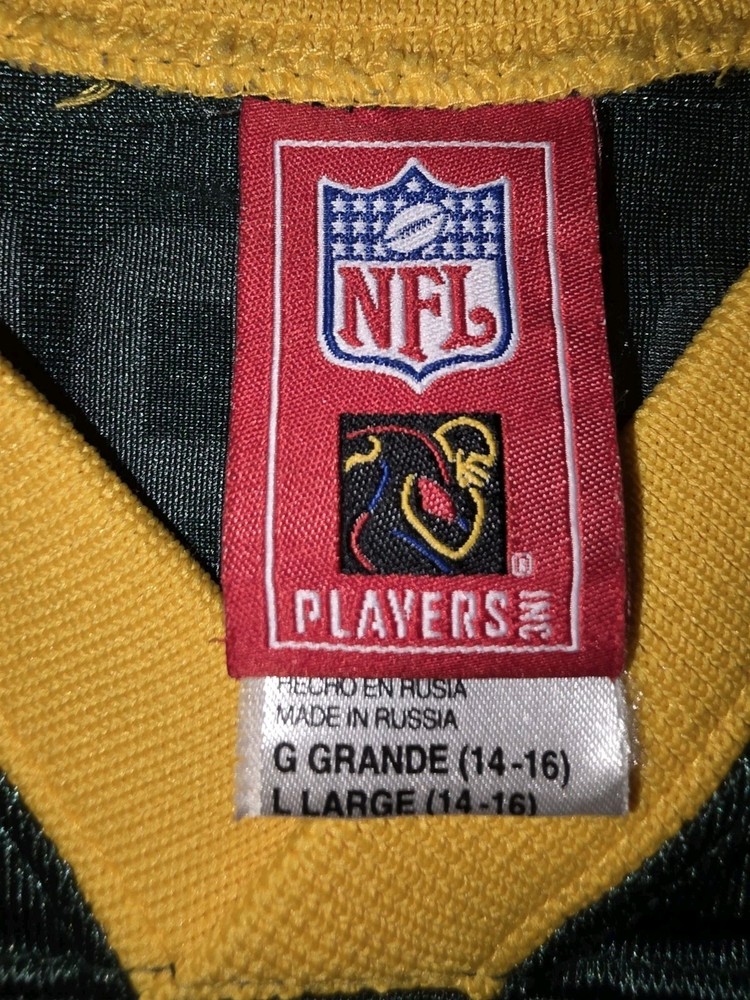 NFL
®
PLAYERS INC
HECHO EN RUSIA
MADE IN RUSSIA
G GRANDE (14-16)
L LARGE (14-16)